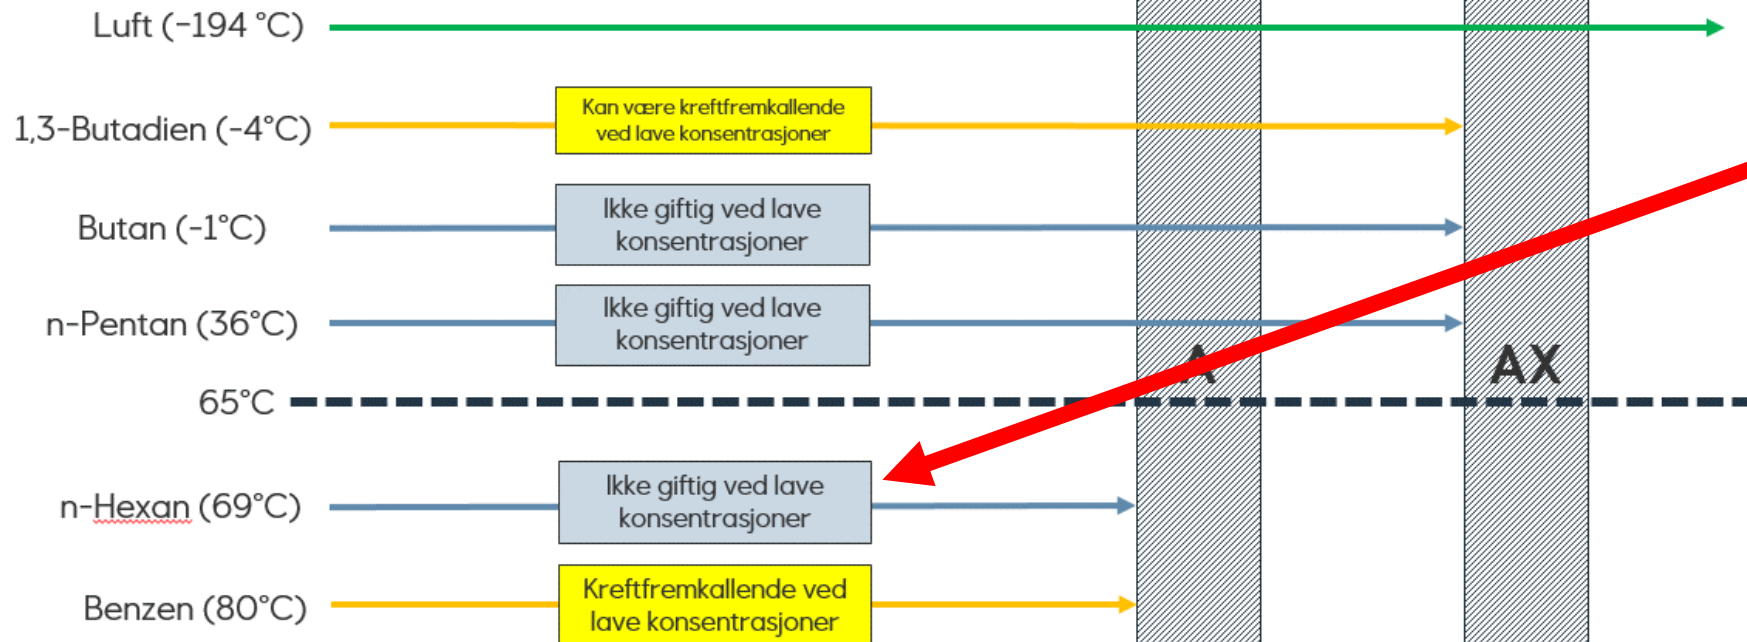 Luft (-194 °C)
1,3-Butadien (-4°C)
Kan være kreftfremkallende
ved lave konsentrasjoner
Butan (-1°C)
Ikke giftig ved lave
konsentrasjoner
n-Pentan (36°C)
Ikke giftig ved lave
konsentrasjoner
A
AX
65°C
n-Hexan (69°C)
Ikke giftig ved lave
konsentrasjoner
Benzen (80°C)
Kreftfremkallende ved
lave konsentrasjoner